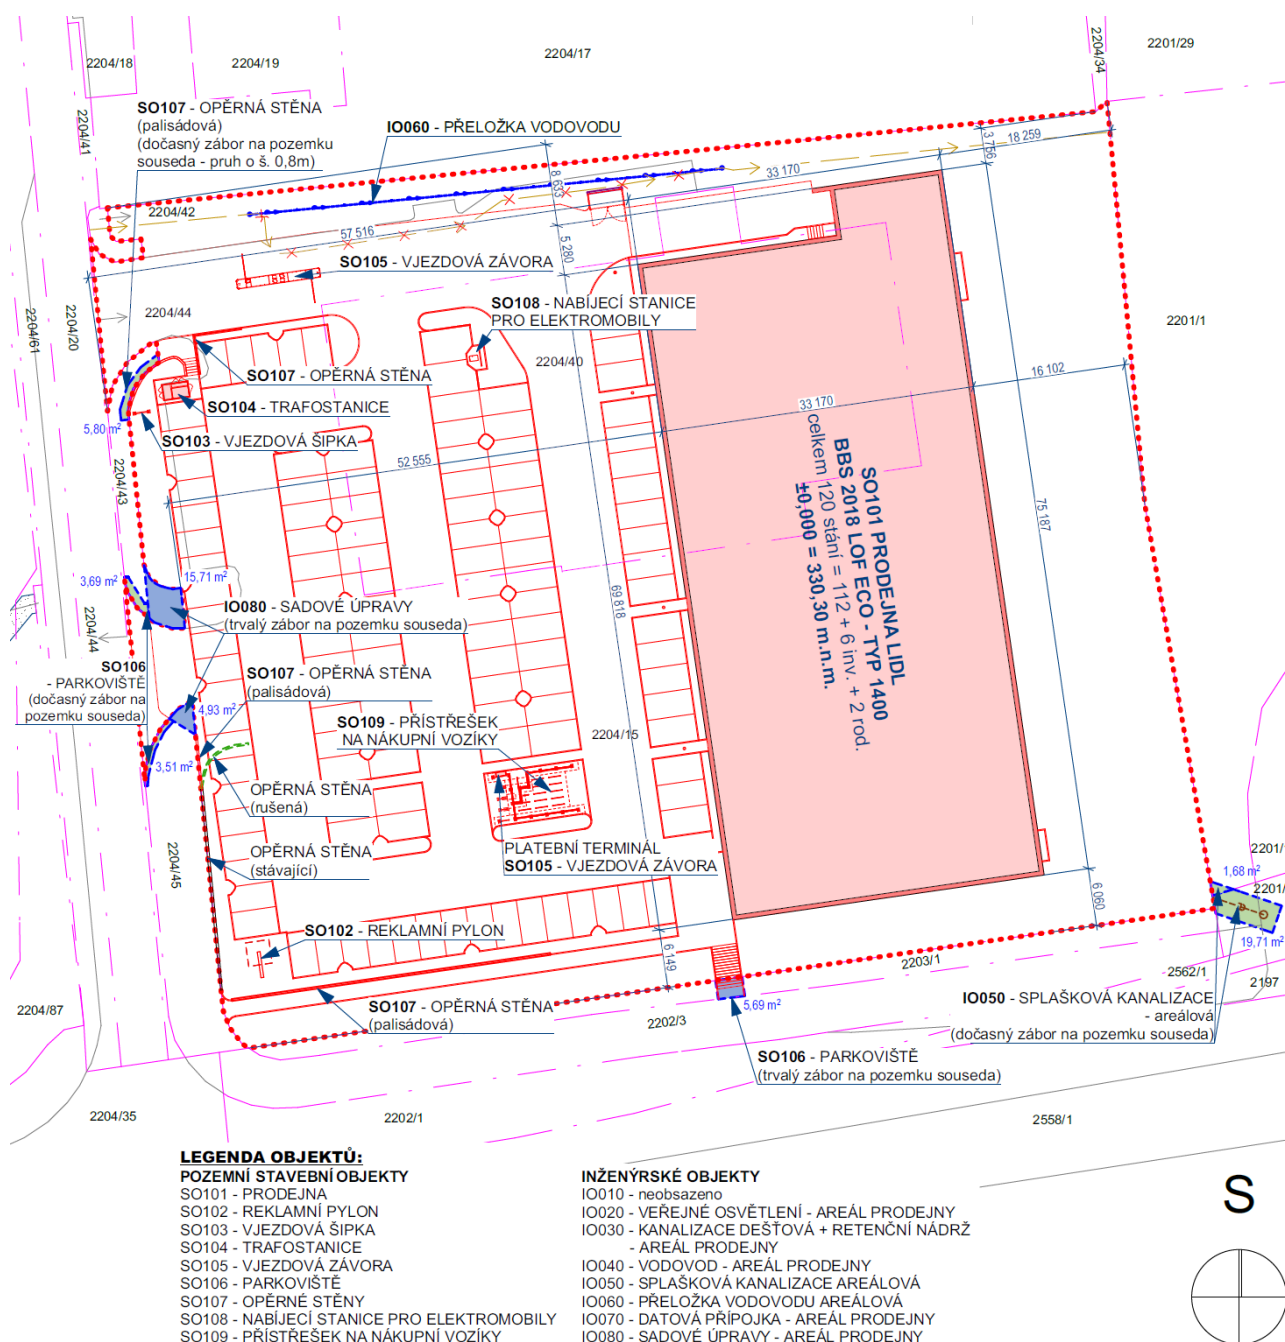 2204/18
2204/19
2204/17
2204/34
2201/29
2204/41
SO107 - OPĚRNÁ STĚNA
(palisádová)
(dočasný zábor na pozemku
souseda - pruh o š. 0,8m)
IO060 - PŘELOŽKA VODOVODU
3 756
18 259
8 633
33 170
2204/42
57 516
5 280
SO105 - VJEZDOVÁ ZÁVORA
2204/61
2204/20
2204/44
SO108 - NABÍJECÍ STANICE
PRO ELEKTROMOBILY
2201/1
2204/40
SO107 - OPĚRNÁ STĚNA
16 102
SO104 - TRAFOSTANICE
33 170
5,80 m²
SO103 - VJEZDOVÁ ŠIPKA
52 555
2204/43
SO101 PRODEJNA LIDL
BBS 2018 LOF ECO - TYP 1400
celkem 120 stání = 112 + 6 inv. + 2 rod.
±0,000 = 330,30 m.n.m.
75 187
3,69 m²
15,71 m²
69 818
IO080 - SADOVÉ ÚPRAVY
(trvalý zábor na pozemku souseda)
2204/44
SO106
- PARKOVIŠTĚ
(dočasný zábor na
pozemku souseda)
SO107 - OPĚRNÁ STĚNA
(palisádová)
4,93 m²
SO109 - PŘÍSTŘEŠEK
NA NÁKUPNÍ VOZÍKY
2204/15
3,51 m²
OPĚRNÁ STĚNA
(rušená)
OPĚRNÁ STĚNA
(stávající)
PLATEBNÍ TERMINÁL
SO105 - VJEZDOVÁ ZÁVORA
2204/45
2201/
1,68 m²
2201/
6 060
SO102 - REKLAMNÍ PYLON
6 149
19,71 m²
2203/1
2562/1
2197
2204/87
SO107 - OPĚRNÁ STĚNA
(palisádová)
2202/3
5,69 m²
IO050 - SPLAŠKOVÁ KANALIZACE
- areálová
(dočasný zábor na pozemku souseda)
SO106 - PARKOVIŠTĚ
(trvalý zábor na pozemku souseda)
2204/35
2202/1
2558/1
LEGENDA OBJEKTŮ:
POZEMNÍ STAVEBNÍ OBJEKTY
SO101 - PRODEJNA
SO102 - REKLAMNÍ PYLON
SO103 - VJEZDOVÁ ŠIPKA
SO104 - TRAFOSTANICE
SO105 - VJEZDOVÁ ZÁVORA
SO106 - PARKOVIŠTĚ
SO107 - OPĚRNÉ STĚNY
SO108 - NABÍJECÍ STANICE PRO ELEKTROMOBILY
SO109 - PŘÍSTŘEŠEK NA NÁKUPNÍ VOZÍKY
INŽENÝRSKÉ OBJEKTY
IO010 - neobsazeno
IO020 - VEŘEJNÉ OSVĚTLENÍ - AREÁL PRODEJNY
IO030 - KANALIZACE DEŠŤOVÁ + RETENČNÍ NÁDRŽ
- AREÁL PRODEJNY
IO040 - VODOVOD - AREÁL PRODEJNY
IO050 - SPLAŠKOVÁ KANALIZACE AREÁLOVÁ
IO060 - PŘELOŽKA VODOVODU AREÁLOVÁ
IO070 - DATOVÁ PŘÍPOJKA - AREÁL PRODEJNY
IO080 - SADOVÉ ÚPRAVY - AREÁL PRODEJNY
S